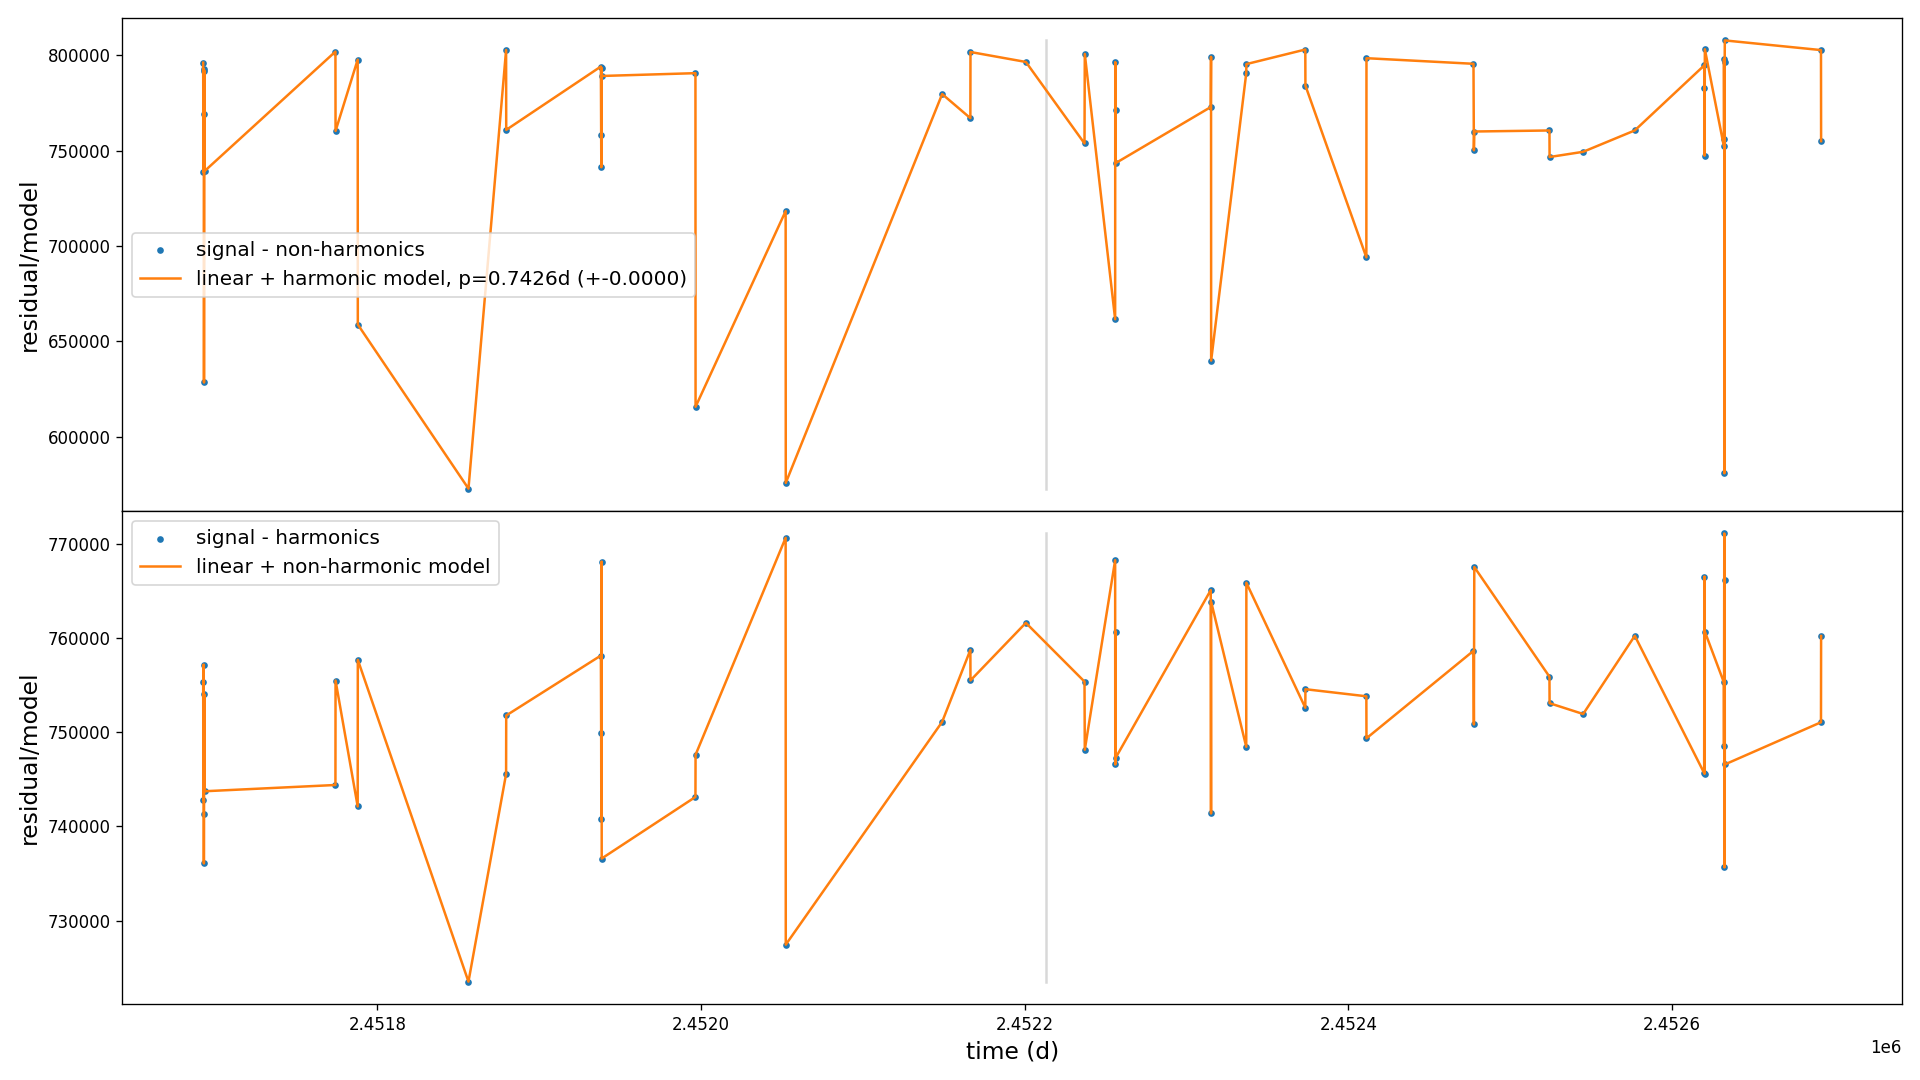 800000
750000
700000
650000
600000
residual/model
signal - non-harmonics
linear + harmonic model, p=0.7426d (+-0.0000)
770000
760000
750000
740000
730000
residual/model
signal - harmonics
linear + non-harmonic model
2.4518 2.4520 2.4522 2.4524 2.4526
time (d)
1e6